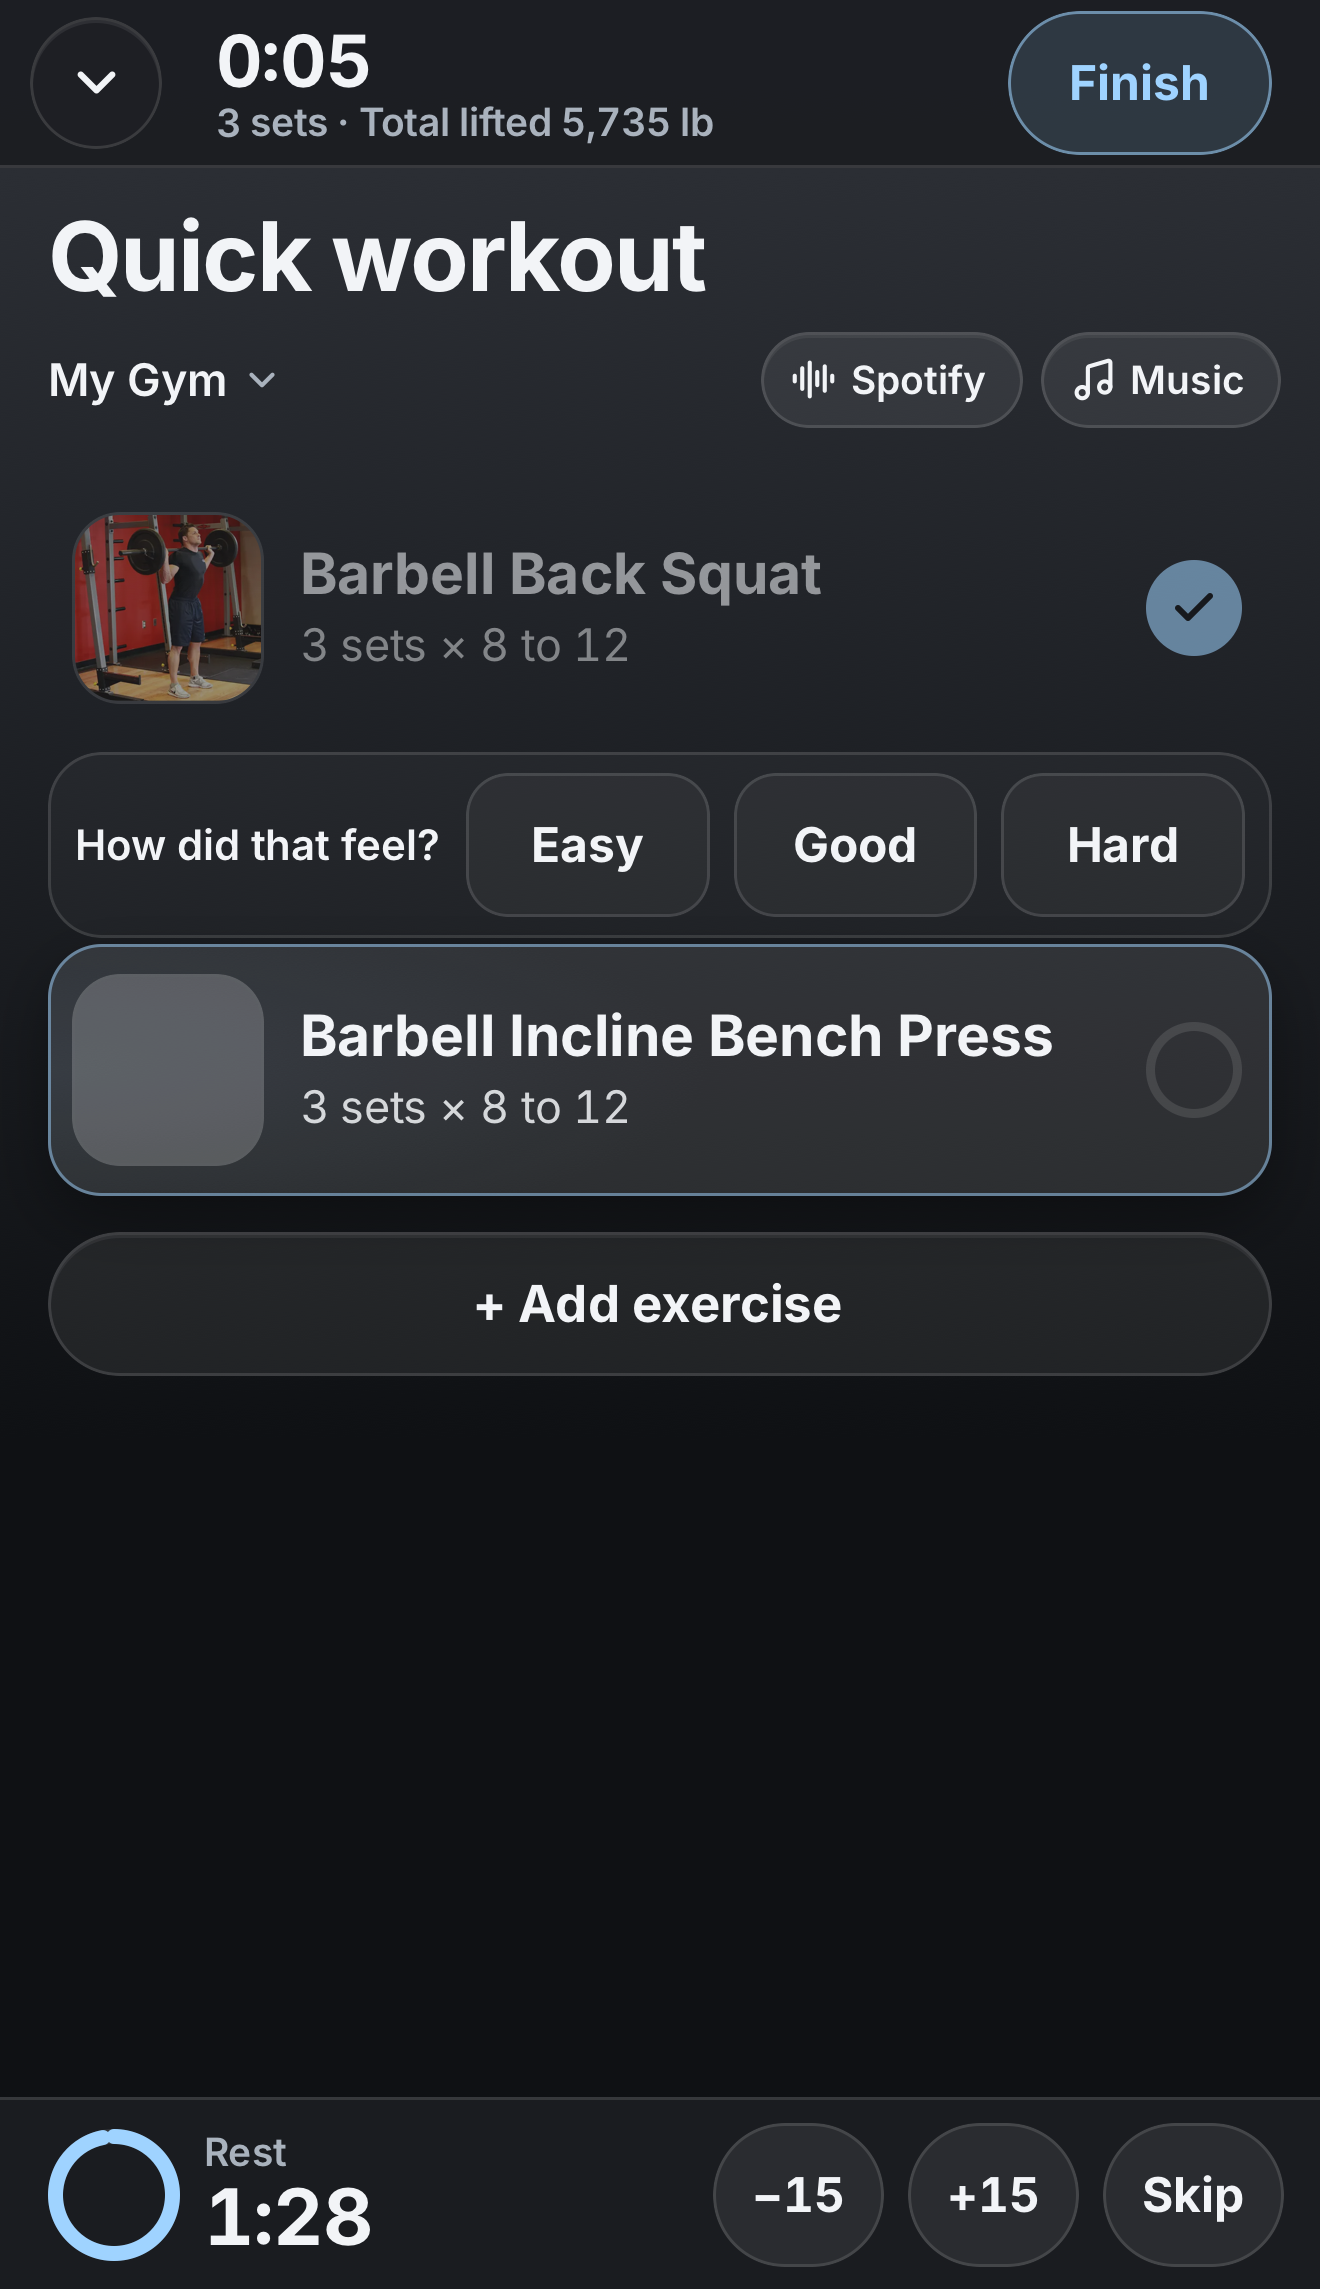 0:05
3 sets · Total lifted 5,735 lb
Finish
Quick workout
My Gym
Spotify
Music
Barbell Back Squat
3 sets × 8 to 12
How did that feel?
Easy
Good
Hard
Barbell Incline Bench Press
3 sets × 8 to 12
+ Add exercise
Rest
1:28
−15
+15
Skip